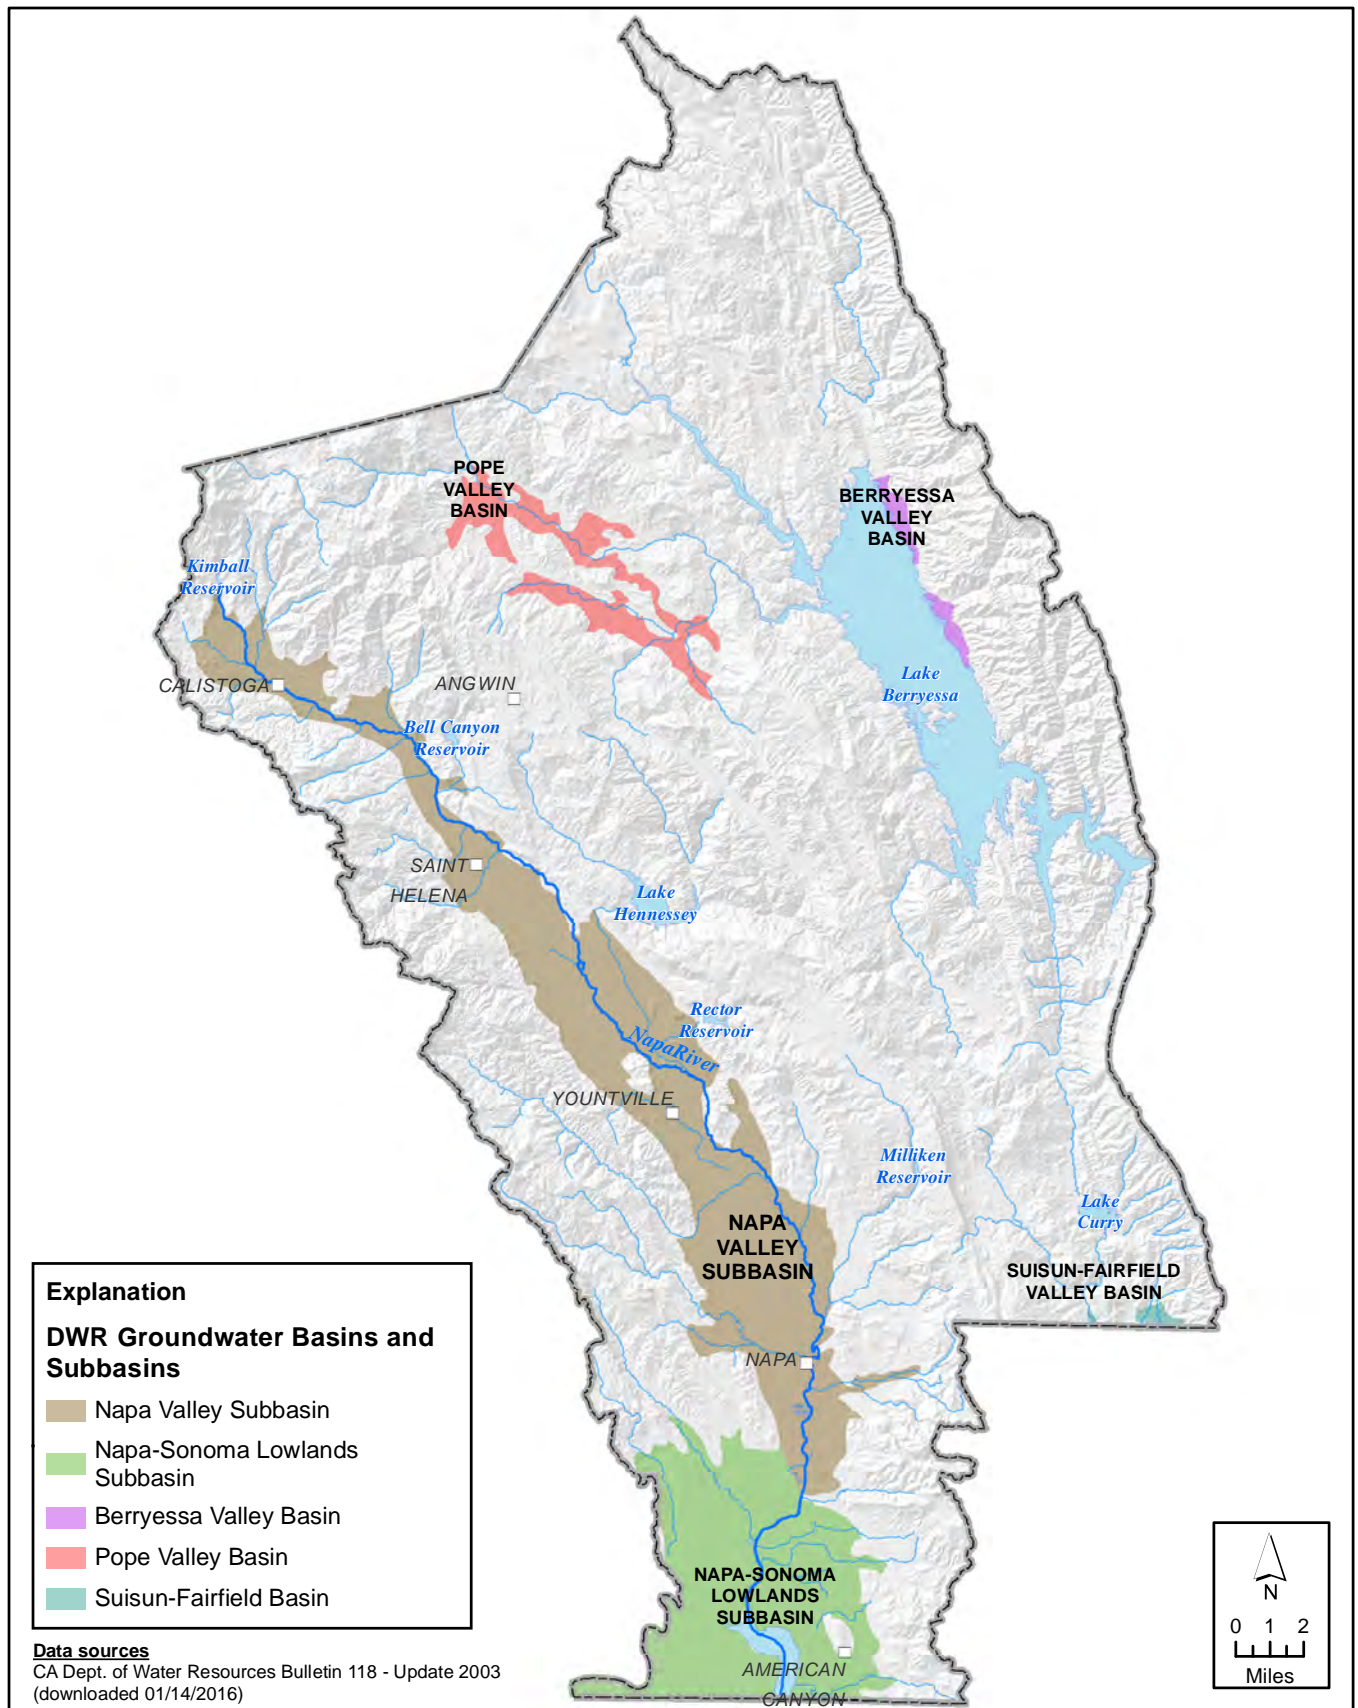 POPE
VALLEY
BASIN
BERRYESSA
VALLEY
BASIN
Kimball
Reservoir
CALISTOGA
ANGWIN
Lake
Berryessa
Bell Canyon
Reservoir
SAINT
HELENA
Lake
Hennessey
Rector
Reservoir
NapaRiver
YOUNTVILLE
Milliken
Reservoir
Lake
Curry
NAPA
VALLEY
SUBBASIN
SUISUN-FAIRFIELD
VALLEY BASIN
NAPA
NAPA-SONOMA
LOWLANDS
SUBBASIN
AMERICAN
CANYON
Explanation
DWR Groundwater Basins and
Subbasins
Napa Valley Subbasin
Napa-Sonoma Lowlands
Subbasin
Berryessa Valley Basin
Pope Valley Basin
Suisun-Fairfield Basin
Data sources
CA Dept. of Water Resources Bulletin 118 - Update 2003
(downloaded 01/14/2016)
N
0 1 2
Miles